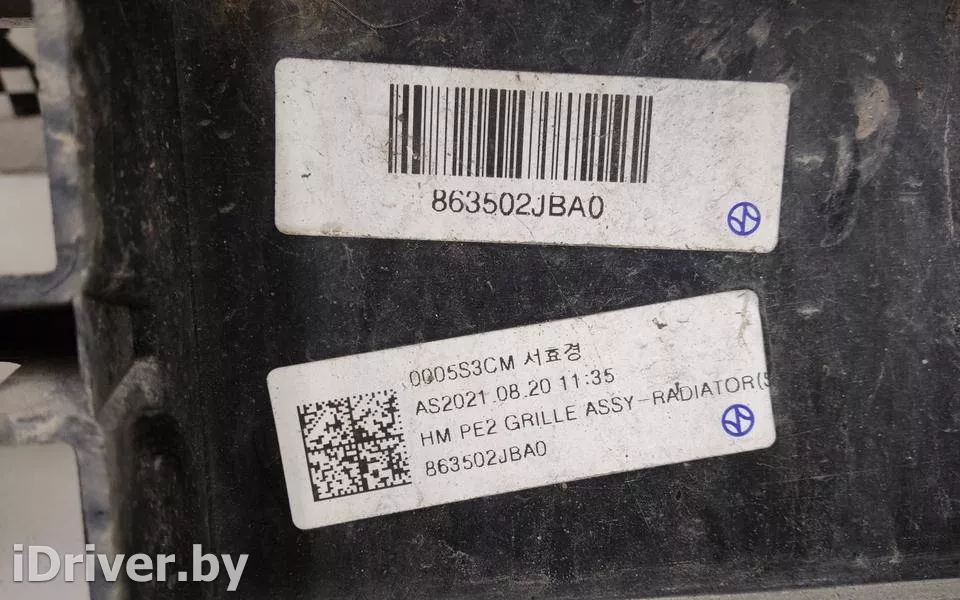 863502JBA0
0005S3CM 서효경
AS2021.08.20 11:35
HM PE2 GRILLE ASSY-RADIATOR(S
863502JBA0
iDriver.by